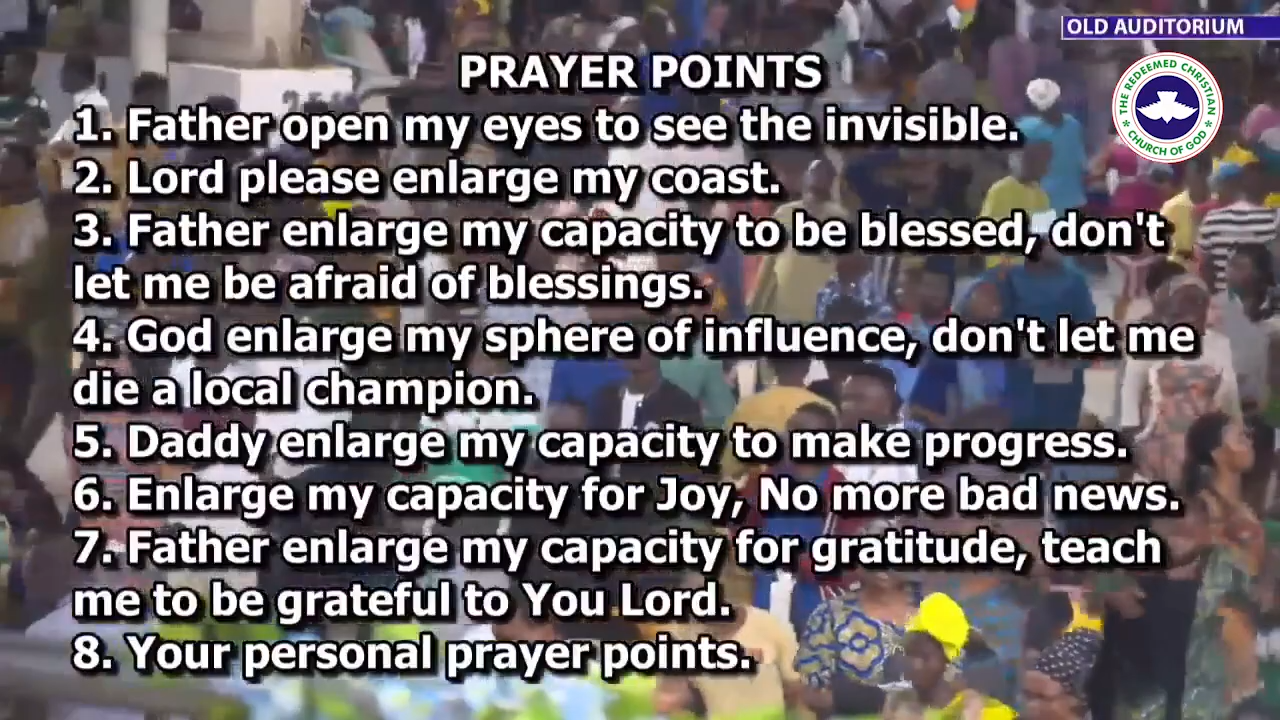 OLD AUDITORIUM
THE REDEEMED CHRISTIAN
CHURCH OF GOD
PRAYER POINTS
1. Father open my eyes to see the invisible.
2. Lord please enlarge my coast.
3. Father enlarge my capacity to be blessed, don't
let me be afraid of blessings.
4. God enlarge my sphere of influence, don't let me
die a local champion.
5. Daddy enlarge my capacity to make progress.
6. Enlarge my capacity for Joy, No more bad news.
7. Father enlarge my capacity for gratitude, teach
me to be grateful to You Lord.
8. Your personal prayer points.